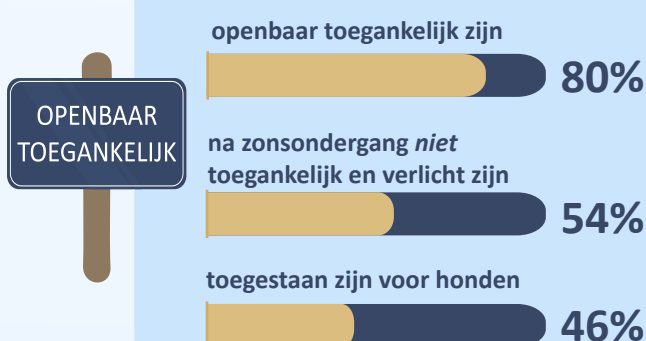 OPENBAAR
TOEGANKELIJK
openbaar toegankelijk zijn
80%
na zonsondergang niet
toegankelijk en verlicht zijn
54%
toegestaan zijn voor honden
46%